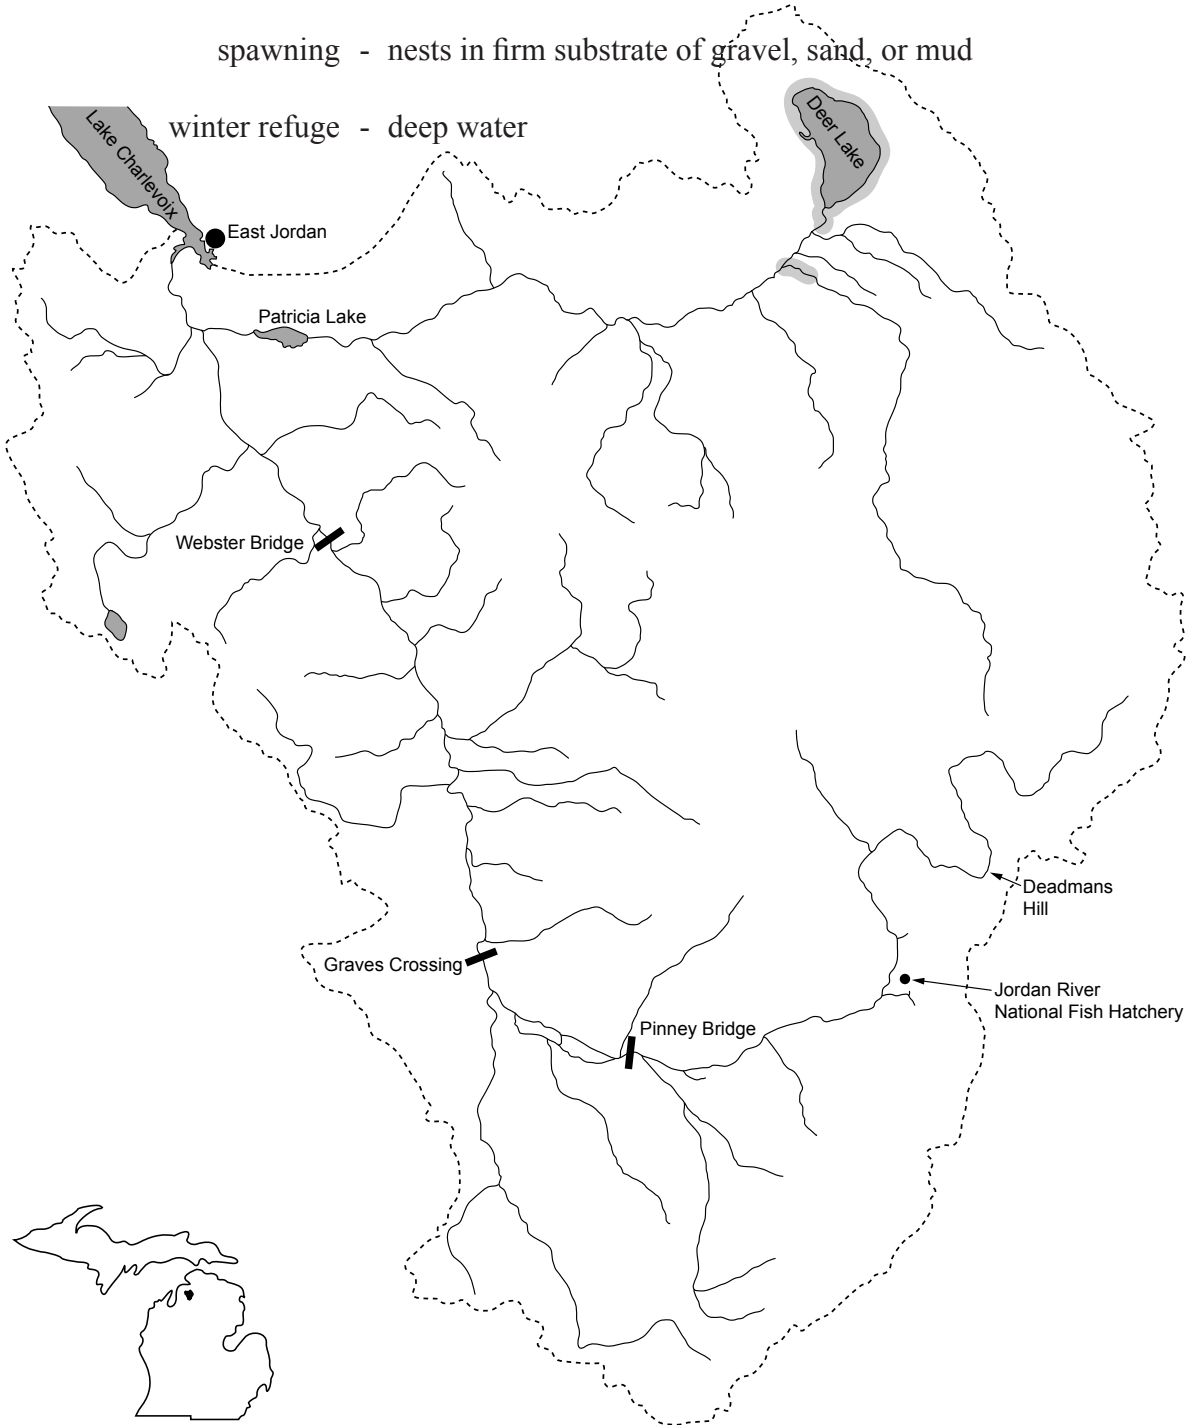 spawning - nests in firm substrate of gravel, sand, or mud
winter refuge - deep water
Lake Charlevoix
Deer Lake
East Jordan
Patricia Lake
Webster Bridge
Deadmans
Hill
Graves Crossing
Jordan River
National Fish Hatchery
Pinney Bridge